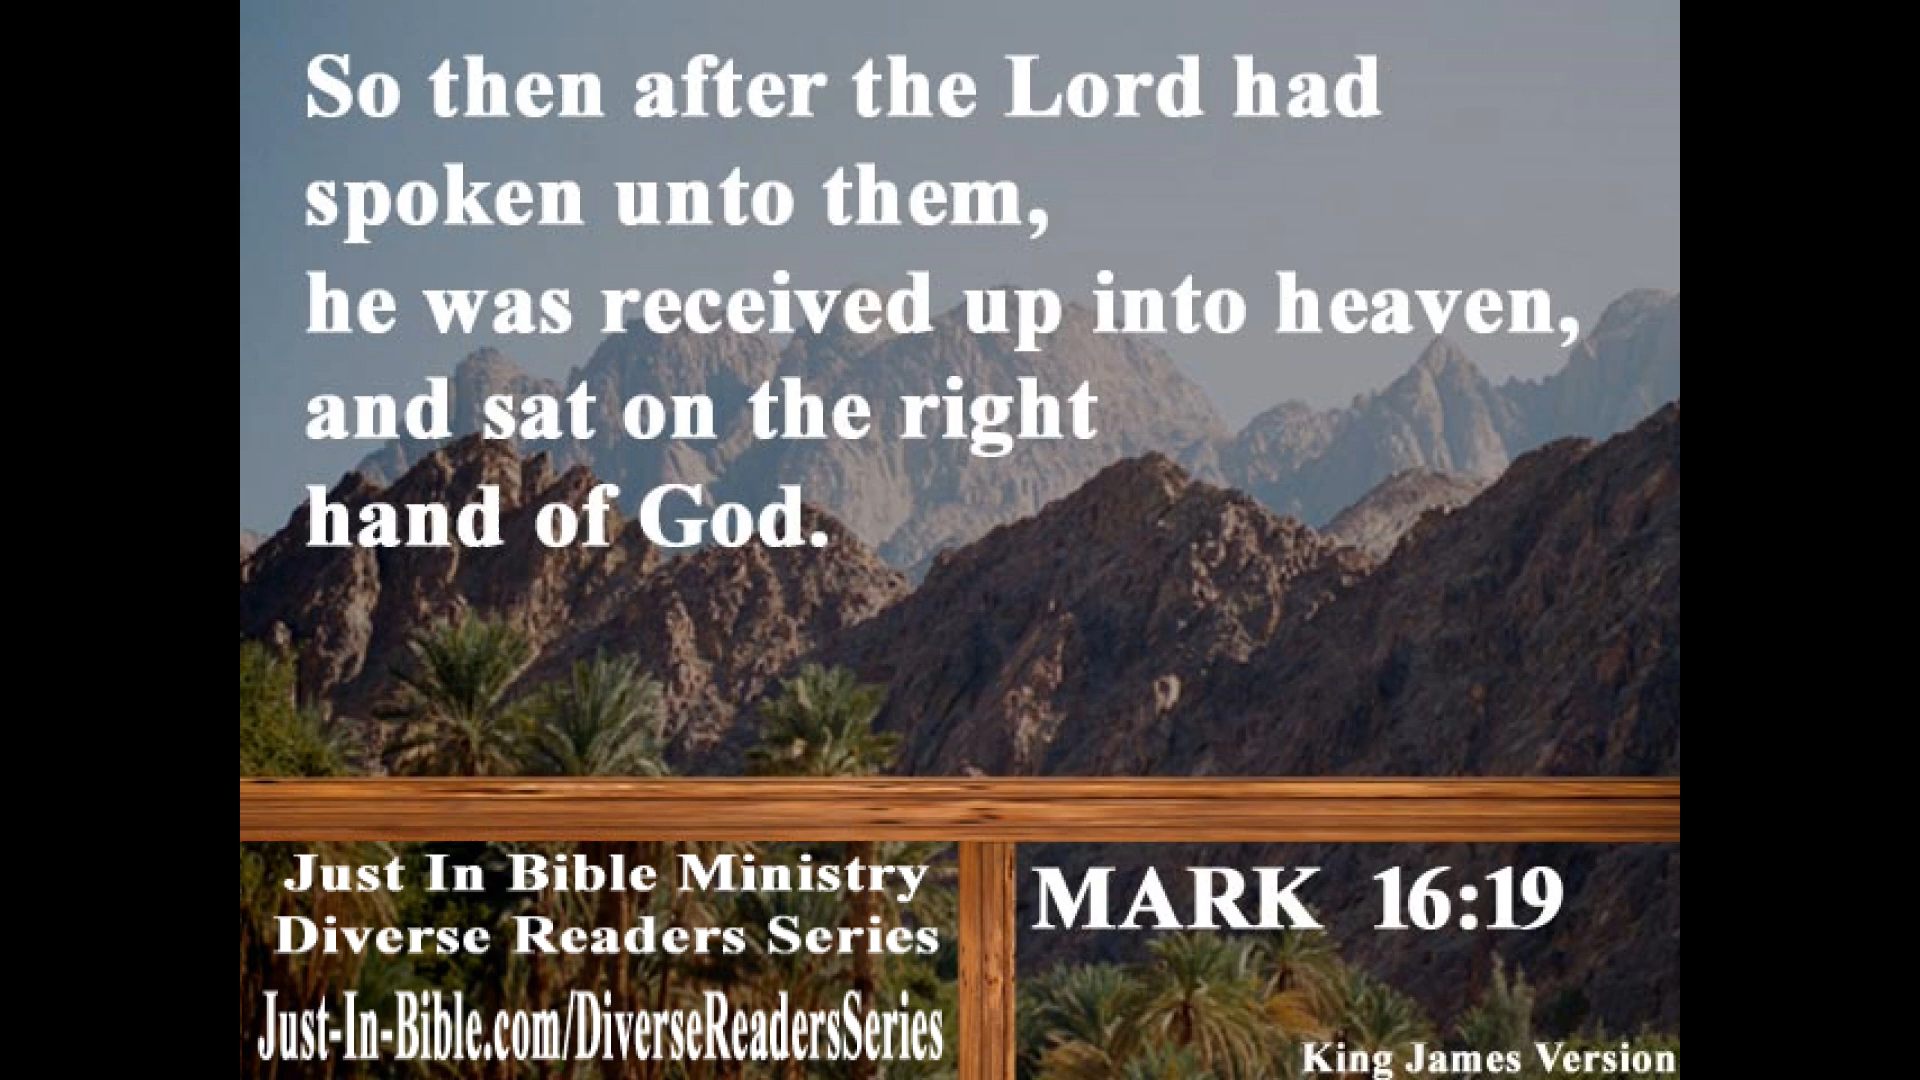 So then after the Lord had
spoken unto them,
he was received up into heaven,
and sat on the right
hand of God.
Just In Bible Ministry
Diverse Readers Series
Just-In-Bible.com/DiverseReadersSeries
MARK 16:19
King James Version